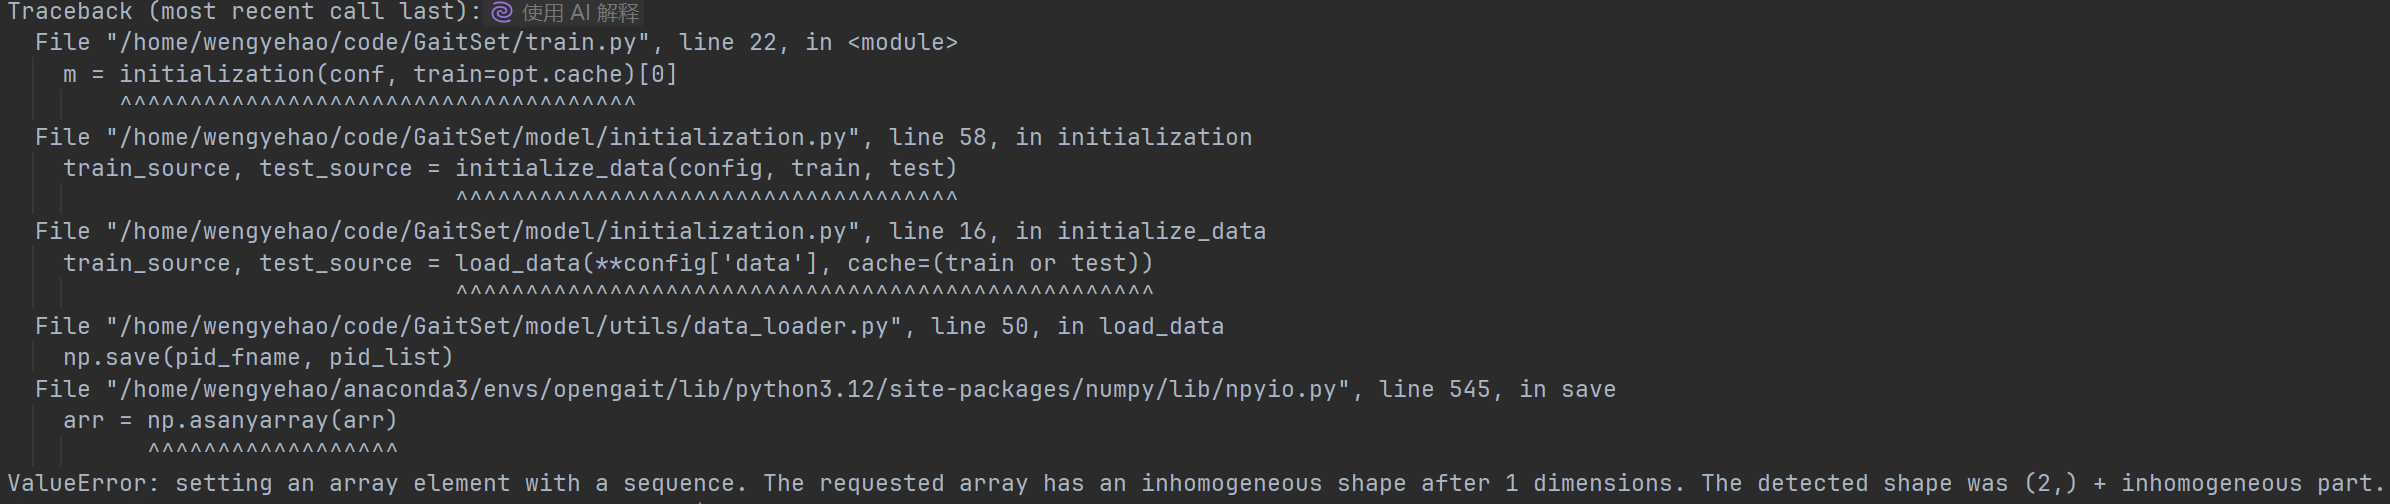 Traceback (most recent call last): 使用 AI 解释
  File "/home/wengyehao/code/GaitSet/train.py", line 22, in <module>
    m = initialization(conf, train=opt.cache)[0]
        ^^^^^^^^^^^^^^^^^^^^^^^^^^^^^^^^^^^^^
  File "/home/wengyehao/code/GaitSet/model/initialization.py", line 58, in initialization
    train_source, test_source = initialize_data(config, train, test)
                                ^^^^^^^^^^^^^^^^^^^^^^^^^^^^^^^^^^^^
  File "/home/wengyehao/code/GaitSet/model/initialization.py", line 16, in initialize_data
    train_source, test_source = load_data(**config['data'], cache=(train or test))
                                ^^^^^^^^^^^^^^^^^^^^^^^^^^^^^^^^^^^^^^^^^^^^^^^^^^
  File "/home/wengyehao/code/GaitSet/model/utils/data_loader.py", line 50, in load_data
    np.save(pid_fname, pid_list)
  File "/home/wengyehao/anaconda3/envs/opengait/lib/python3.12/site-packages/numpy/lib/npyio.py", line 545, in save
    arr = np.asanyarray(arr)
          ^^^^^^^^^^^^^^^^^^
ValueError: setting an array element with a sequence. The requested array has an inhomogeneous shape after 1 dimensions. The detected shape was (2,) + inhomogeneous part.